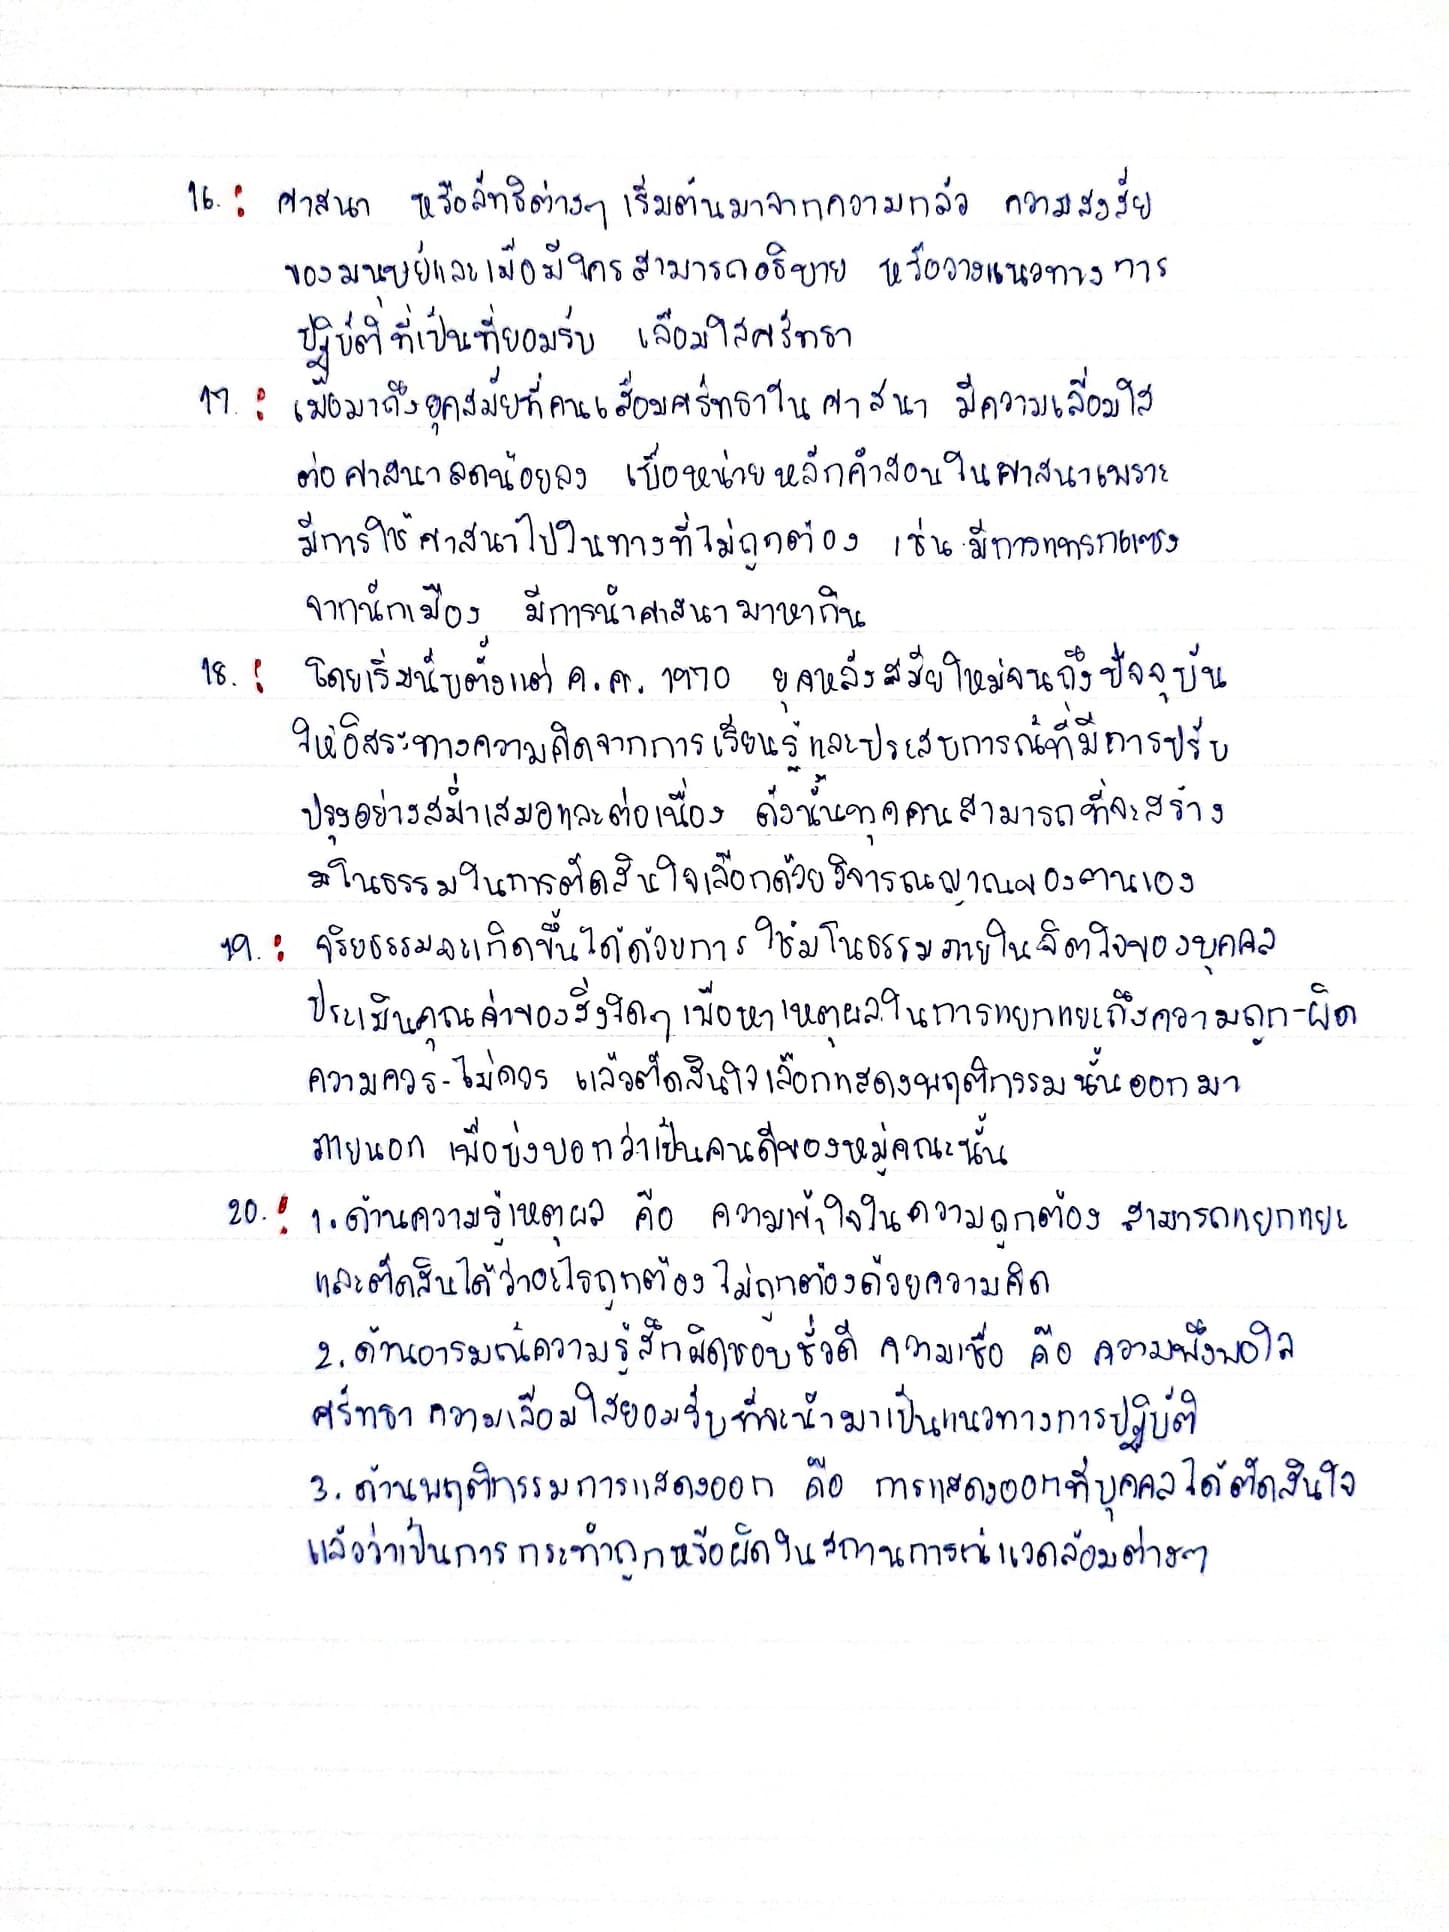 16. : ศาสนา หรือลัทธิต่างๆ เริ่มต้นมาจากความกลัว ความสงสัย
ของมนุษย์และเมื่อมีใครสามารถอธิบาย หรือวางแนวทางการ
ปฏิบัติที่เป็นที่ยอมรับ เลื่อมใสศรัทธา
17. : เมื่อมาถึงยุคสมัยที่คนเสื่อมศรัทธาในศาสนา มีความเลื่อมใส
ต่อศาสนาลดน้อยลง เบื่อหน่ายหลักคำสอนในศาสนาเพราะ
มีการใช้ศาสนาไปในทางที่ไม่ถูกต้อง เช่น มีการแทรกแซง
จากนักเมือง มีการนำศาสนามาหากิน
18. : โดยเริ่มนับตั้งแต่ ค.ศ. 1970 ยุคหลังสมัยใหม่จนถึงปัจจุบัน
ให้อิสระทางความคิดจากการเรียนรู้และประสบการณ์ที่มีการปรับ
ปรุงอย่างสม่ำเสมอและต่อเนื่อง ดังนั้นทุกคนสามารถที่จะสร้าง
มโนธรรมในการตัดสินใจเลือกด้วยวิจารณญาณของตนเอง
19. : จริยธรรมจะเกิดขึ้นได้ด้วยการใช้มโนธรรมภายในจิตใจของบุคคล
ประเมินคุณค่าของสิ่งใดๆ เพื่อหาเหตุผลในการแยกแยะถึงความถูก-ผิด
ความควร-ไม่ควร แล้วตัดสินใจเลือกแสดงพฤติกรรมนั้นออกมา
ภายนอก เพื่อบ่งบอกว่าเป็นคนดีของหมู่คณะนั้น
20. : 1. ด้านความรู้เหตุผล คือ ความเข้าใจในความถูกต้อง สามารถแยกแยะ
และตัดสินได้ว่าอะไรถูกต้อง ไม่ถูกต้องด้วยความคิด
2. ด้านอารมณ์ความรู้สึกผิดชอบชั่วดี ความเชื่อ คือ ความพึงพอใจ
ศรัทธา ความเลื่อมใสยอมรับที่จะนำมาเป็นแนวทางการปฏิบัติ
3. ด้านพฤติกรรมการแสดงออก คือ การแสดงออกที่บุคคลได้ตัดสินใจ
แล้วว่าเป็นการกระทำถูกหรือผิดในสถานการณ์แวดล้อมต่างๆ